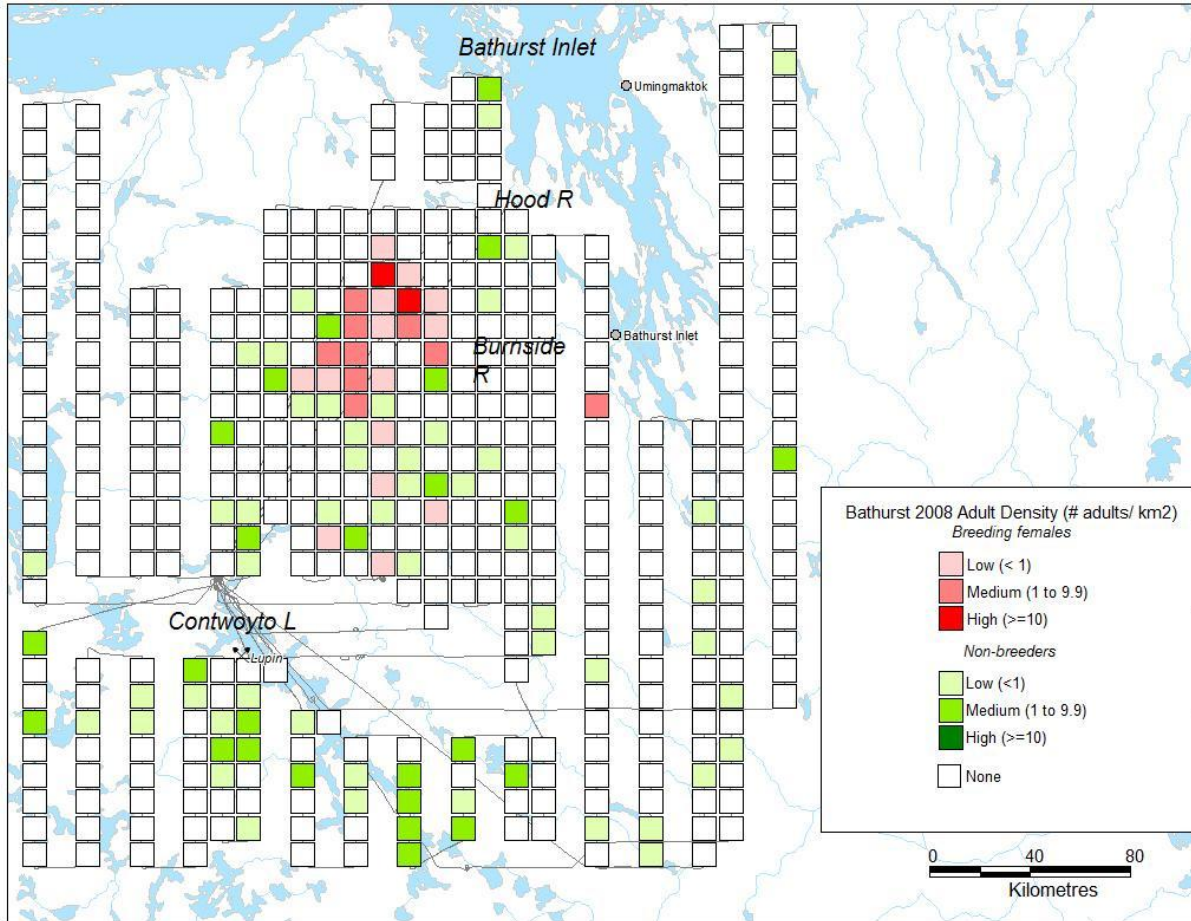 Bathurst Inlet
Umingmaktok
Hood R
Bathurst Inlet
Burnside
R
Contwoyto L
Lupin
Bathurst 2008 Adult Density (# adults/ km2)
Breeding females
Low (< 1)
Medium (1 to 9.9)
High (>=10)
Non-breeders
Low (<1)
Medium (1 to 9.9)
High (>=10)
None
0 40 80
Kilometres